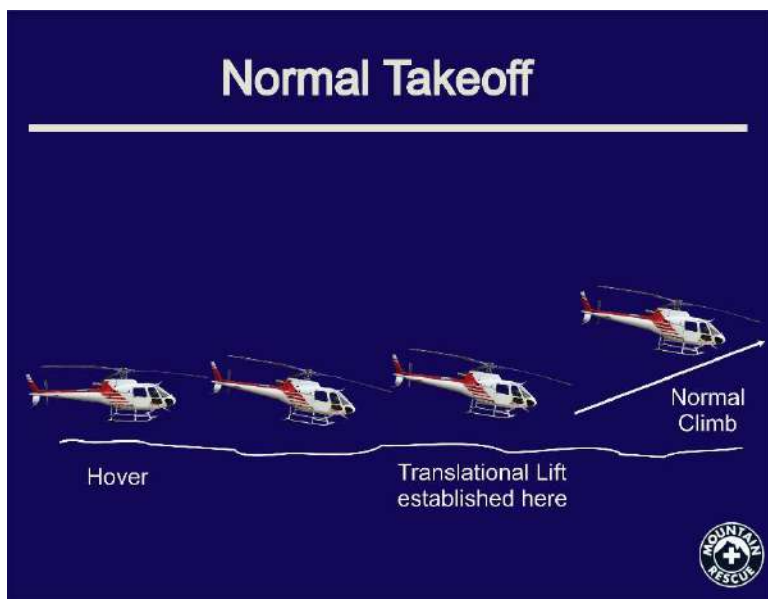 Normal Takeoff
Normal
Climb
Hover
Translational Lift
established here
MOUNTAIN
RESCUE